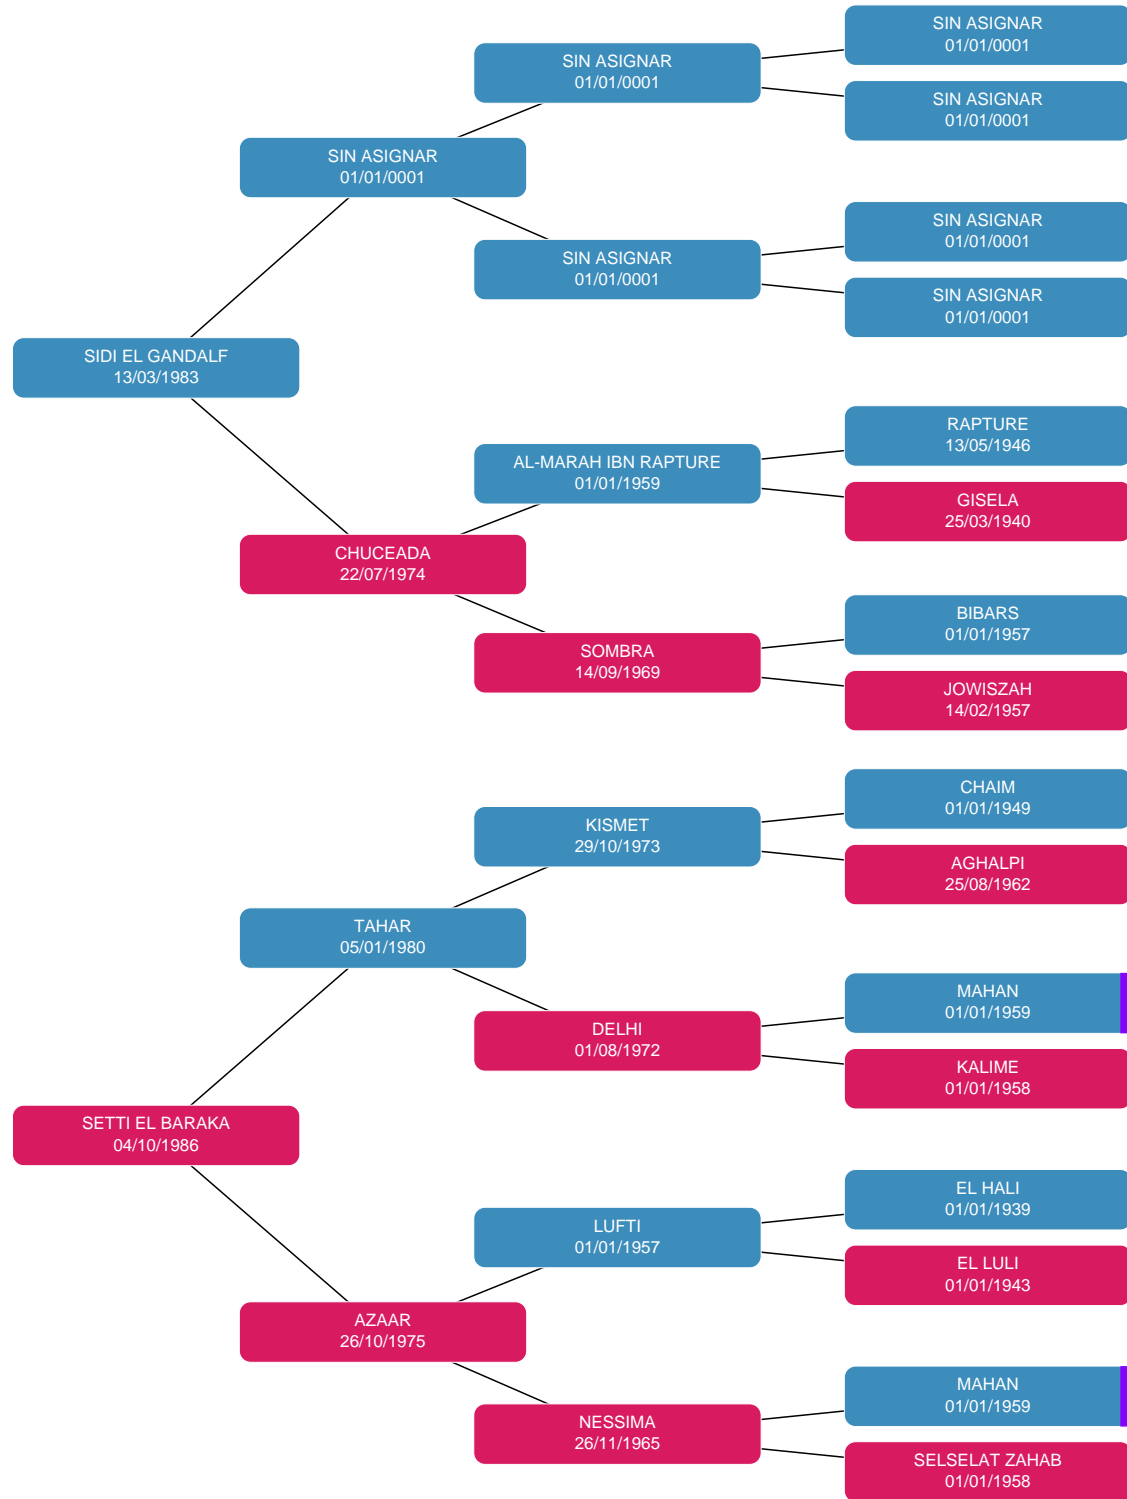 SIN ASIGNAR
01/01/0001
SIN ASIGNAR
01/01/0001
SIN ASIGNAR
01/01/0001
SIN ASIGNAR
01/01/0001
SIN ASIGNAR
01/01/0001
SIN ASIGNAR
01/01/0001
SIN ASIGNAR
01/01/0001
SIDI EL GANDALF
13/03/1983
RAPTURE
13/05/1946
AL-MARAH IBN RAPTURE
01/01/1959
GISELA
25/03/1940
CHUCEADA
22/07/1974
BIBARS
01/01/1957
SOMBRA
14/09/1969
JOWISZAH
14/02/1957
CHAIM
01/01/1949
KISMET
29/10/1973
AGHALPI
25/08/1962
TAHAR
05/01/1980
MAHAN
01/01/1959
DELHI
01/08/1972
KALIME
01/01/1958
SETTI EL BARAKA
04/10/1986
EL HALI
01/01/1939
LUFTI
01/01/1957
EL LULI
01/01/1943
AZAAR
26/10/1975
MAHAN
01/01/1959
NESSIMA
26/11/1965
SELSELAT ZAHAB
01/01/1958